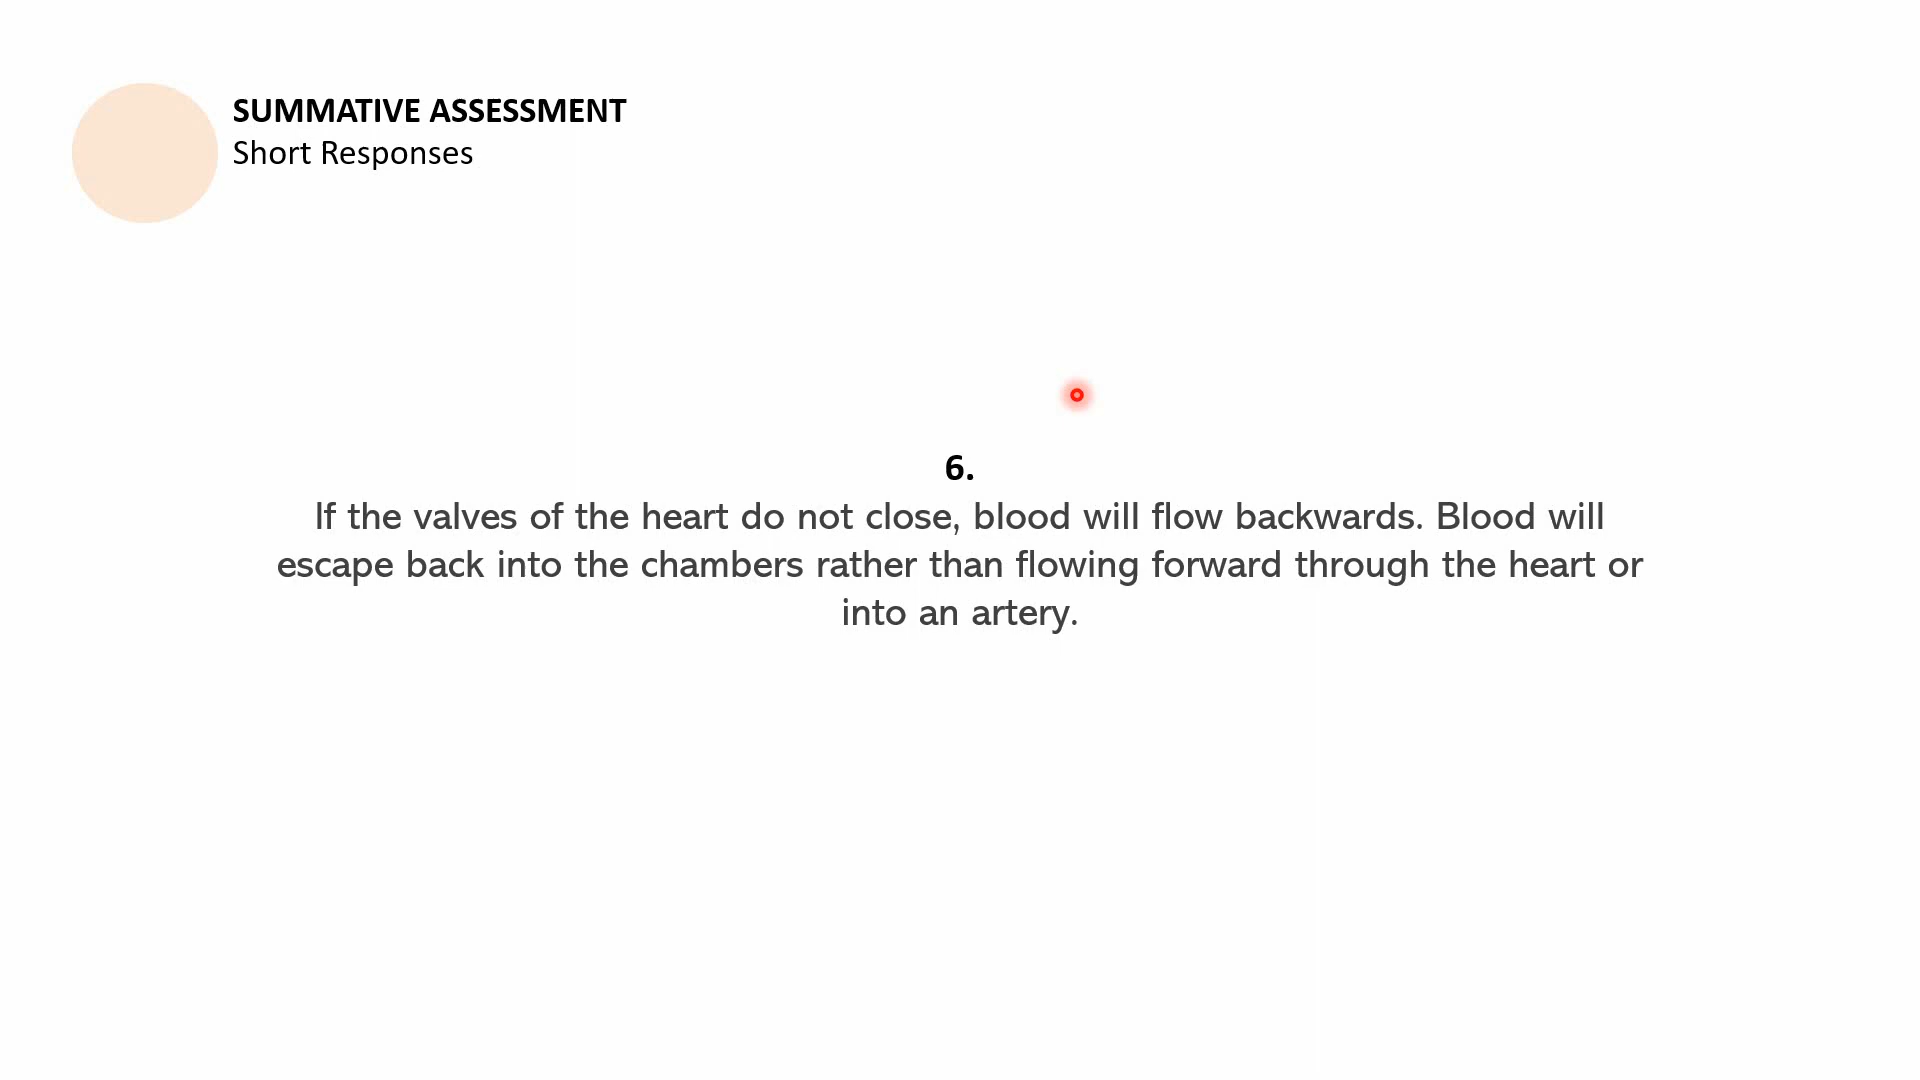 SUMMATIVE ASSESSMENT
Short Responses
6.
If the valves of the heart do not close, blood will flow backwards. Blood will
escape back into the chambers rather than flowing forward through the heart or
into an artery.